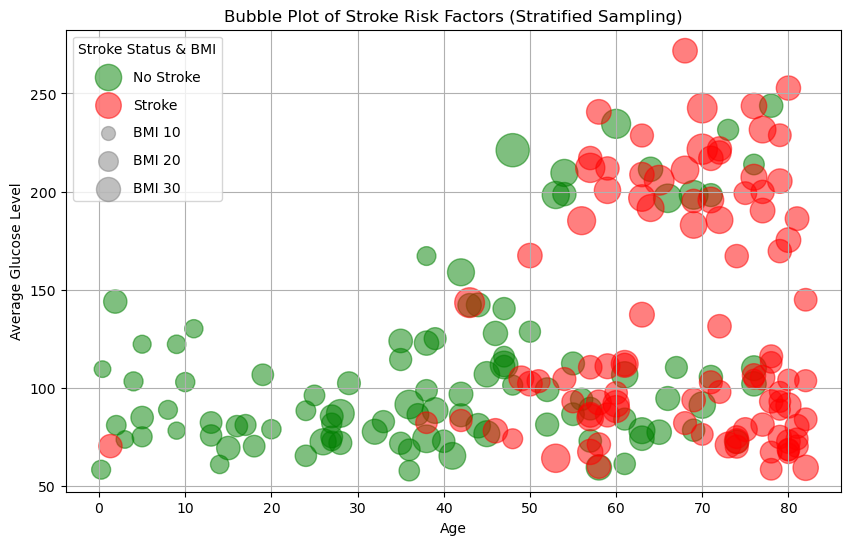 Bubble Plot of Stroke Risk Factors (Stratified Sampling)
Stroke Status & BMI
No Stroke
Stroke
BMI 10
BMI 20
BMI 30
Average Glucose Level
250
200
150
100
50
0 10 20 30 40 50 60 70 80
Age